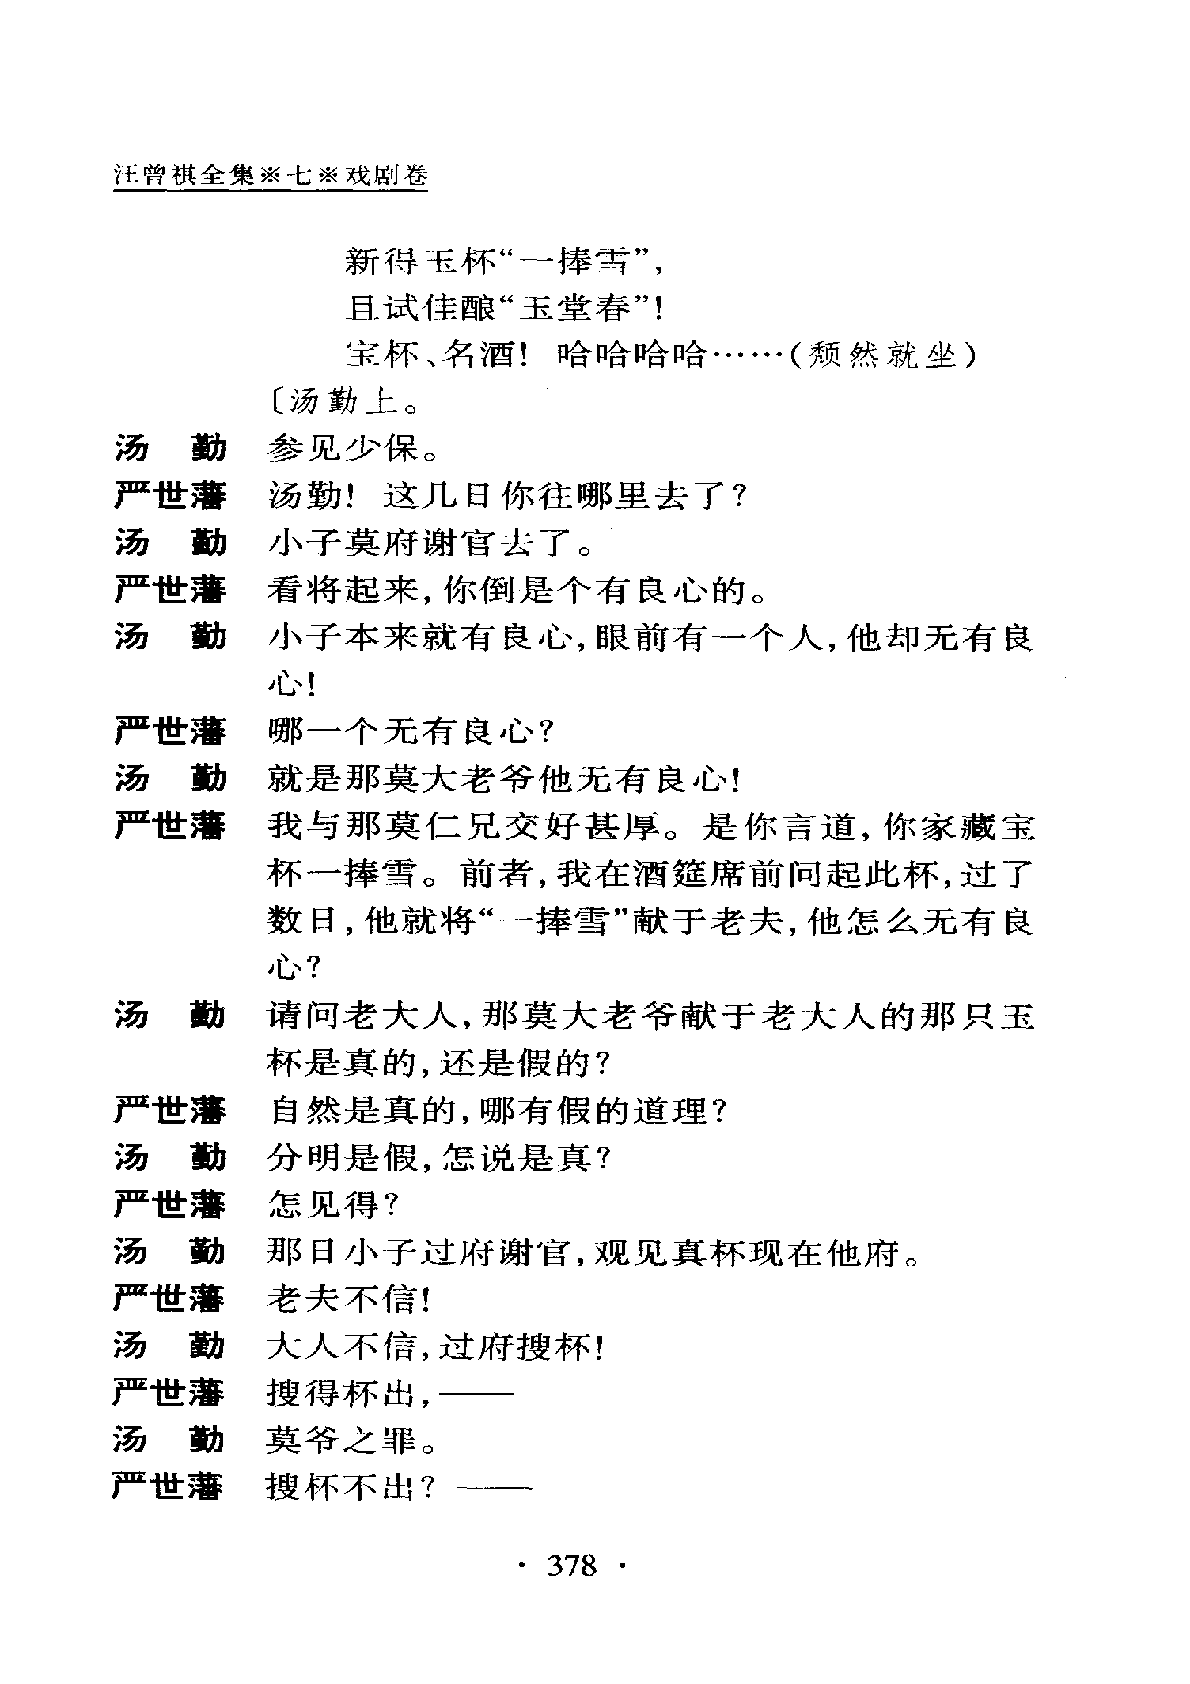 汪曾祺全集※七※戏剧卷
新得玉杯“一捧雪”，
且试佳酿“玉堂春”！
宝杯、名酒！ 哈哈哈哈……（颓然就坐）
〔汤勤上。
汤　勤　参见少保。
严世藩　汤勤！ 这几日你往哪里去了？
汤　勤　小子莫府谢官去了。
严世藩　看将起来，你倒是个有良心的。
汤　勤　小子本来就有良心，眼前有一个人，他却无有良
心！
严世藩　哪一个无有良心？
汤　勤　就是那莫大老爷他无有良心！
严世藩　我与那莫仁兄交好甚厚。是你言道，你家藏宝
杯一捧雪。前者，我在酒筵席前问起此杯，过了
数日，他就将“一捧雪”献于老夫，他怎么无有良
心？
汤　勤　请问老大人，那莫大老爷献于老大人的那只玉
杯是真的，还是假的？
严世藩　自然是真的，哪有假的道理？
汤　勤　分明是假，怎说是真？
严世藩　怎见得？
汤　勤　那日小子过府谢官，观见真杯现在他府。
严世藩　老夫不信！
汤　勤　大人不信，过府搜杯！
严世藩　搜得杯出，——
汤　勤　莫爷之罪。
严世藩　搜杯不出？ ——
· 378 ·